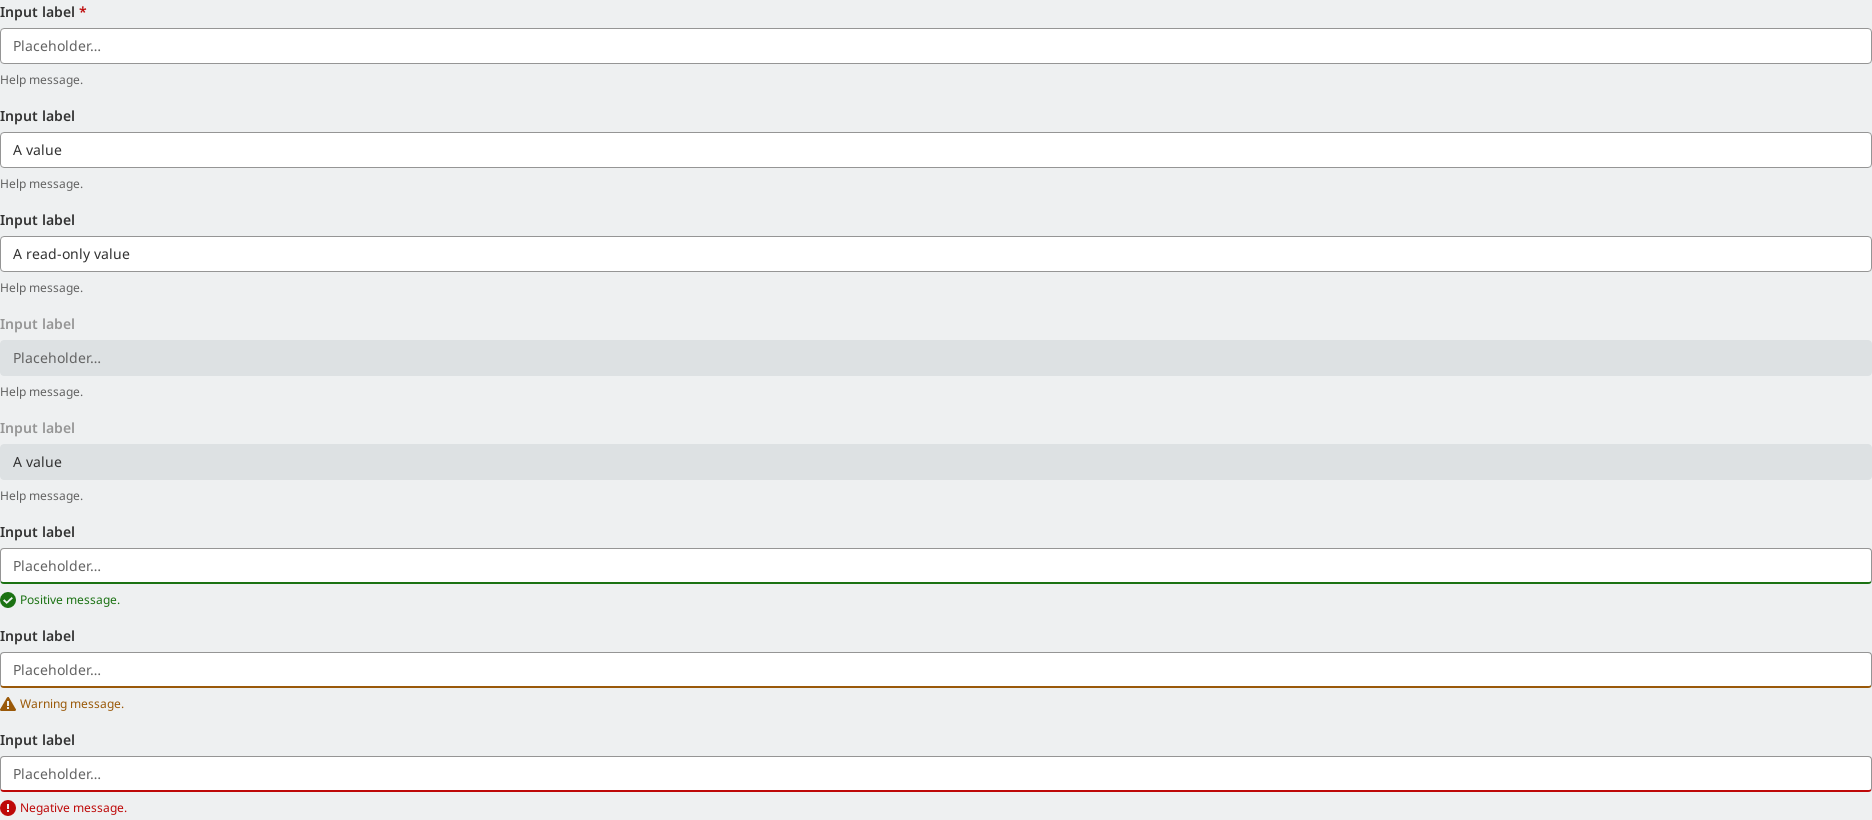 Input label *
Placeholder...
Help message.
Input label
A value
Help message.
Input label
A read-only value
Help message.
Input label
Placeholder...
Help message.
Input label
A value
Help message.
Input label
Placeholder...
Positive message.
Input label
Placeholder...
Warning message.
Input label
Placeholder...
Negative message.